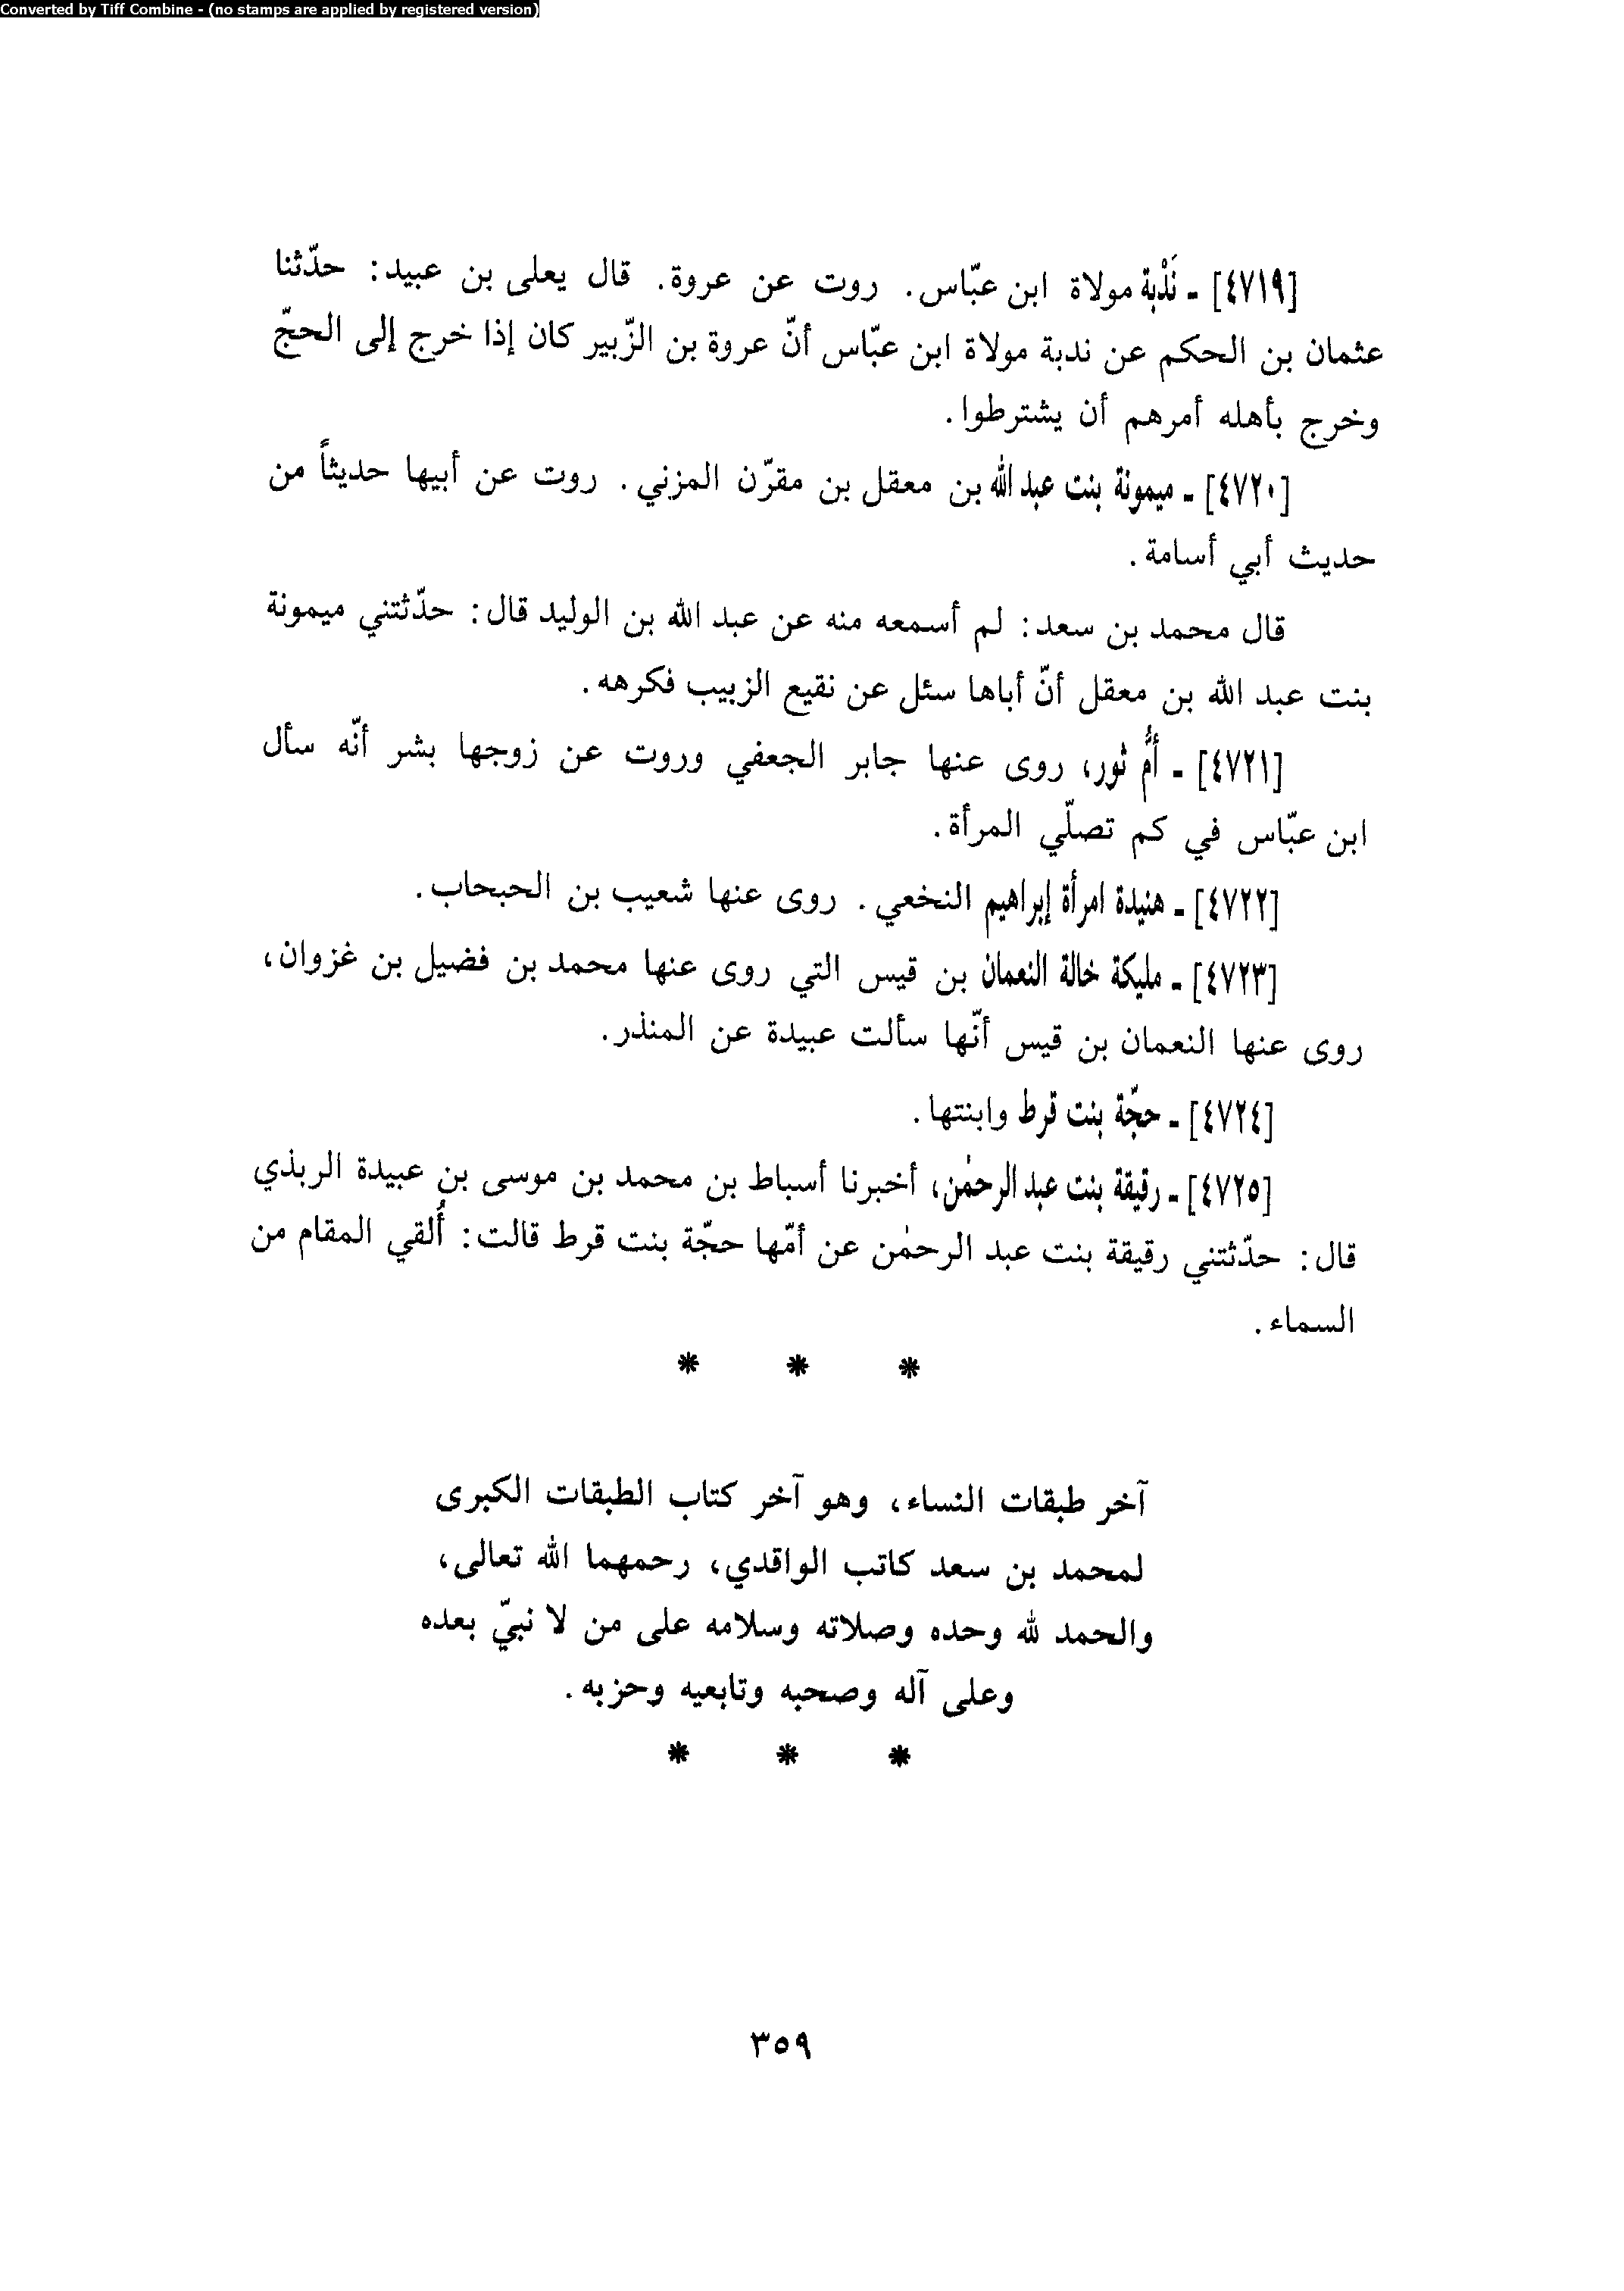 Converted by Tiff Combine - (no stamps are applied by registered version)
[٤٧١٩] ـ نَدْبة مولاة ابن عبّاس. روت عن عروة. قال يعلى بن عبيد: حدّثنا
عثمان بن الحكم عن ندبة مولاة ابن عبّاس أنّ عروة بن الزّبير كان إذا خرج إلى الحجّ
وخرج بأهله أمرهم أن يشترطوا.
[٤٧٢٠] ـ ميمونة بنت عبد الله بن معقل بن مقرّن المزني. روت عن أبيها حديثاً من
حديث أبي أسامة.
قال محمد بن سعد: لم أسمعه منه عن عبد الله بن الوليد قال: حدّثتني ميمونة
بنت عبد الله بن معقل أنّ أباها سئل عن نقيع الزبيب فكرهه.
[٤٧٢١] ـ أُمُّ ثور، روى عنها جابر الجعفي وروت عن زوجها بشر أنّه سأل
ابن عبّاس في كم تصلّي المرأة.
[٤٧٢٢] ـ هنيدة امرأة إبراهيم النخعي. روى عنها شعيب بن الحبحاب.
[٤٧٢٣] ـ مليكة خالة النعمان بن قيس التي روى عنها محمد بن فضيل بن غزوان،
روى عنها النعمان بن قيس أنّها سألت عبيدة عن المنذر.
[٤٧٢٤] ـ حجّة بنت قرط وابنتها.
[٤٧٢٥] ـ رقيقة بنت عبد الرحمٰن، أخبرنا أسباط بن محمد بن موسى بن عبيدة الربذي
قال: حدّثتني رقيقة بنت عبد الرحمٰن عن أمّها حجّة بنت قرط قالت: أُلقي المقام من
السماء.
* * *
آخر طبقات النساء، وهو آخر كتاب الطبقات الكبرى
لمحمد بن سعد كاتب الواقدي، رحمهما الله تعالى،
والحمد لله وحده وصلاته وسلامه على من لا نبيّ بعده
وعلى آله وصحبه وتابعيه وحزبه.
* * *
٣٥٩